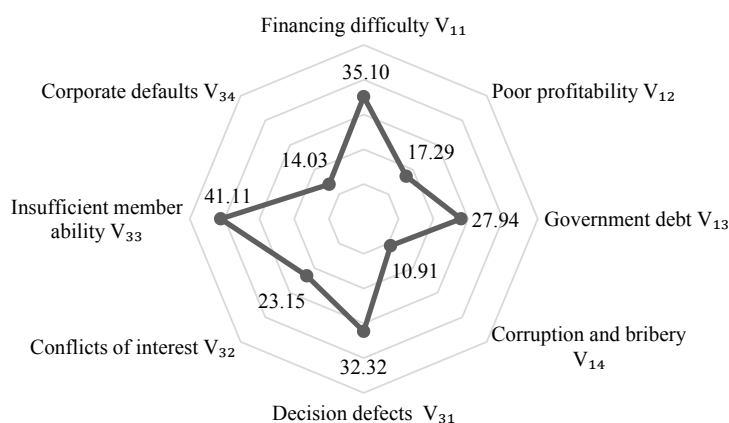 Financing difficulty V₁₁
35.10
Corporate defaults V₃₄
Poor profitability V₁₂
14.03
17.29
41.11
Insufficient member
ability V₃₃
27.94
Government debt V₁₃
10.91
23.15
Conflicts of interest V₃₂
Corruption and bribery
V₁₄
32.32
Decision defects V₃₁